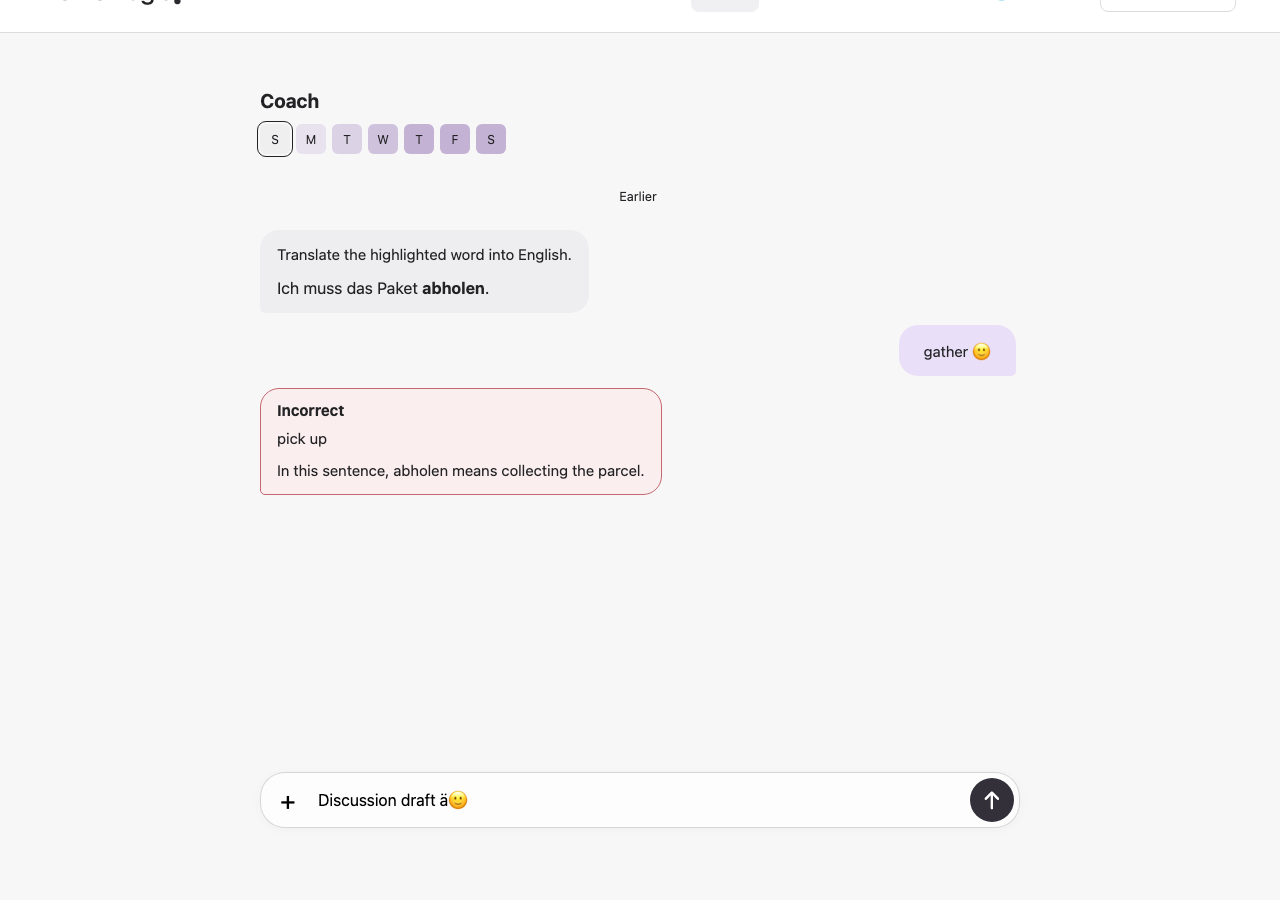 Coach
S M T W T F S
Earlier
Translate the highlighted word into English.
Ich muss das Paket abholen.
gather 🙂
Incorrect
pick up
In this sentence, abholen means collecting the parcel.
+ Discussion draft ä🙂